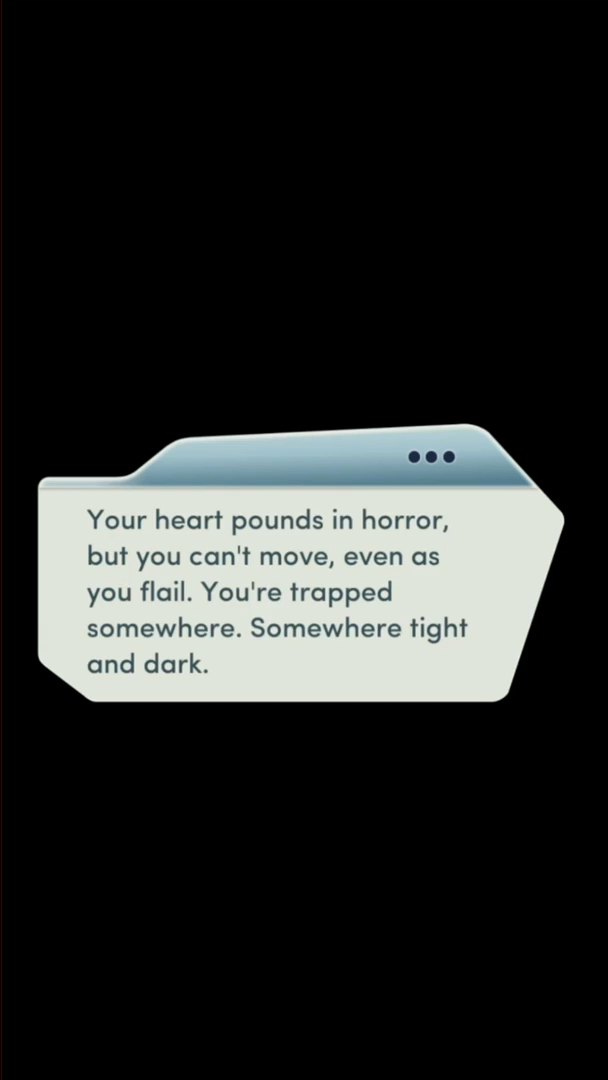 Your heart pounds in horror,
but you can't move, even as
you flail. You're trapped
somewhere. Somewhere tight
and dark.